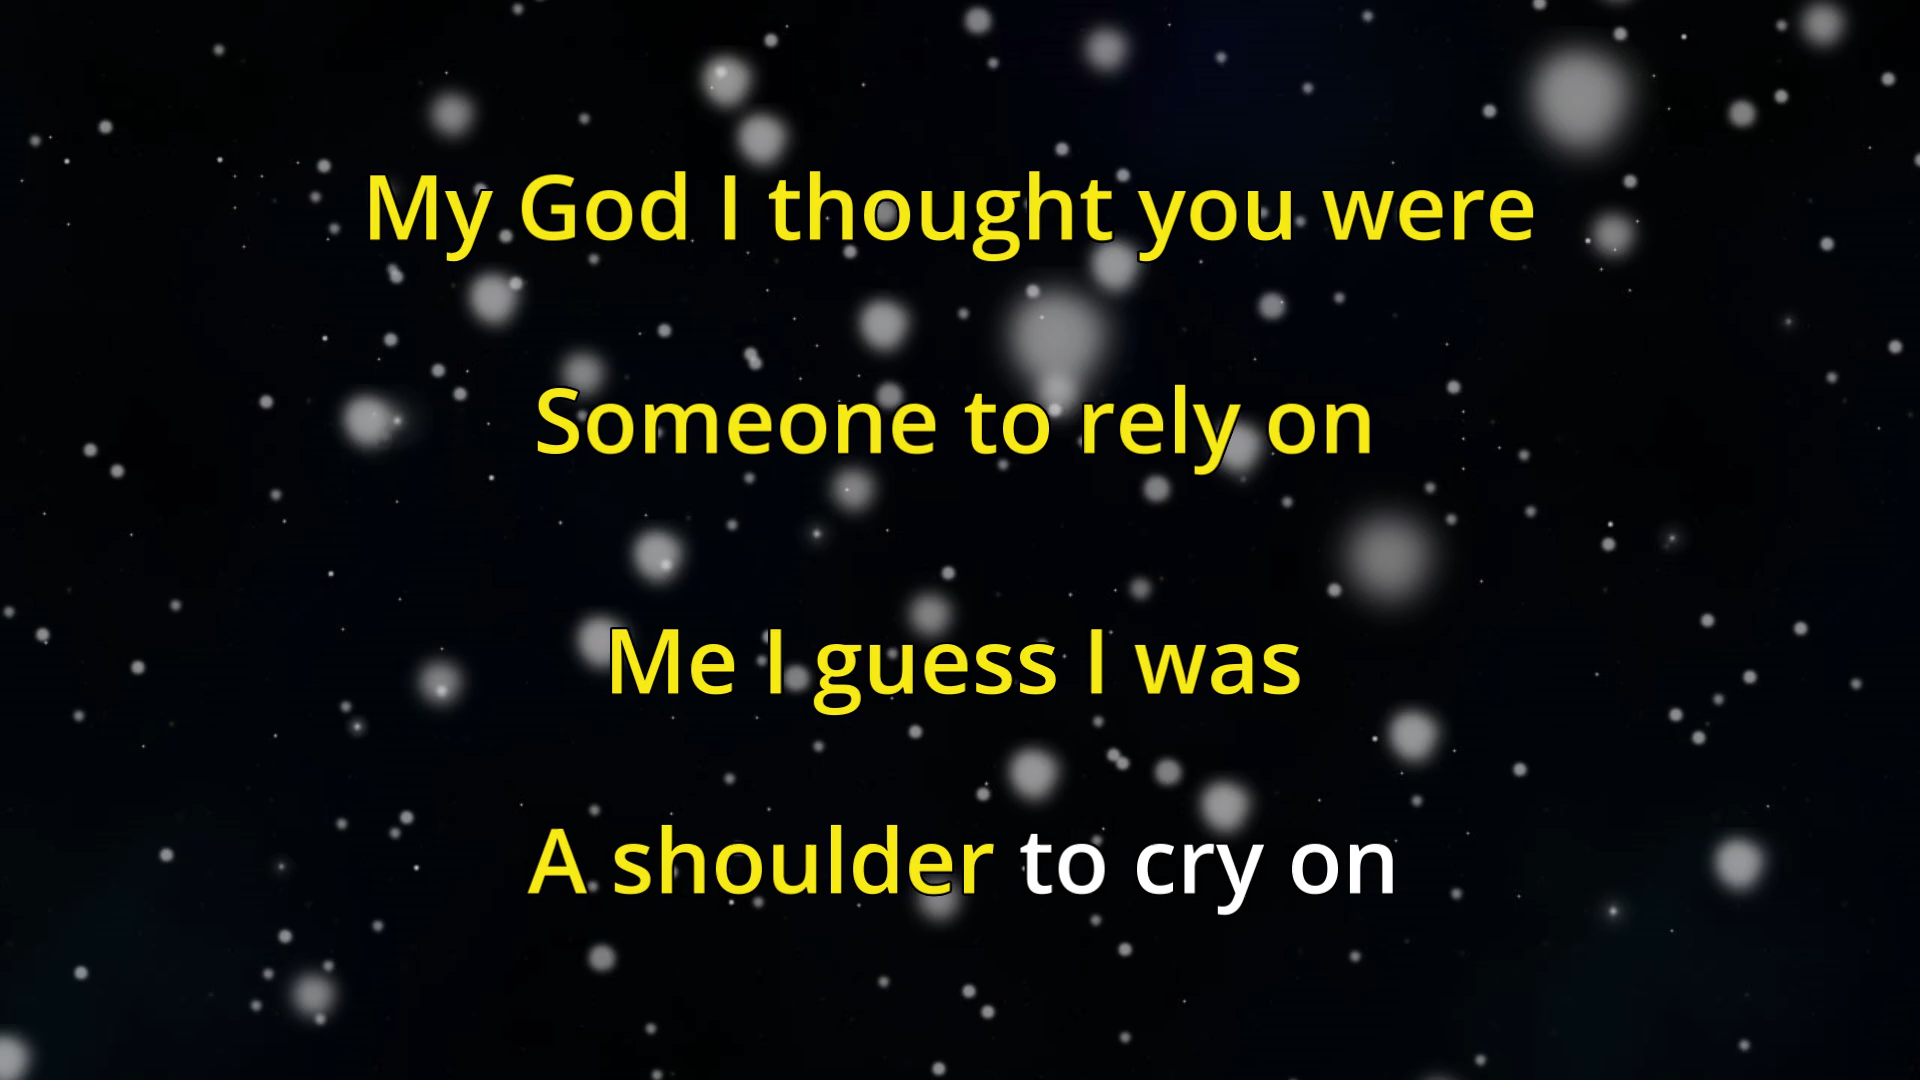 My God I thought you were
Someone to rely on
Me I guess I was
A shoulder to cry on